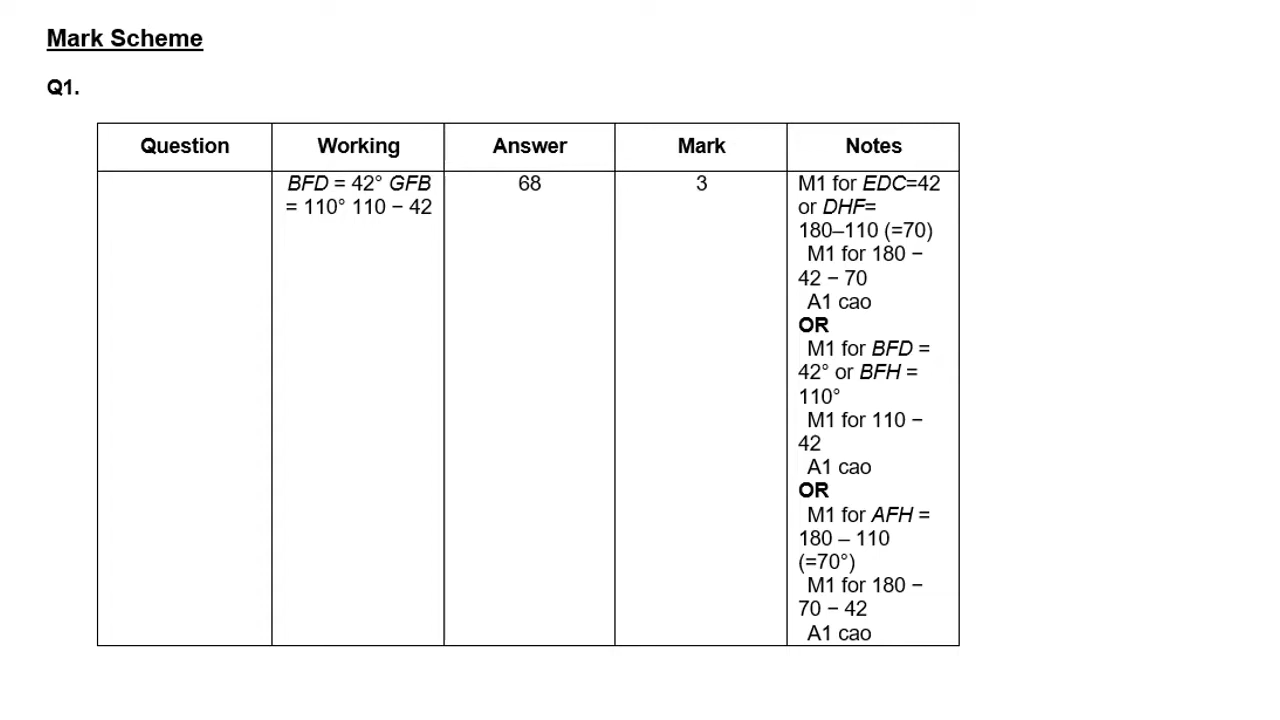 Mark Scheme
Q1.
Question Working Answer Mark Notes
BFD = 42° GFB
= 110° 110 − 42
68
3
M1 for EDC=42
or DHF=
180–110 (=70)
M1 for 180 −
42 − 70
A1 cao
OR
M1 for BFD =
42° or BFH =
110°
M1 for 110 −
42
A1 cao
OR
M1 for AFH =
180 – 110
(=70°)
M1 for 180 −
70 − 42
A1 cao